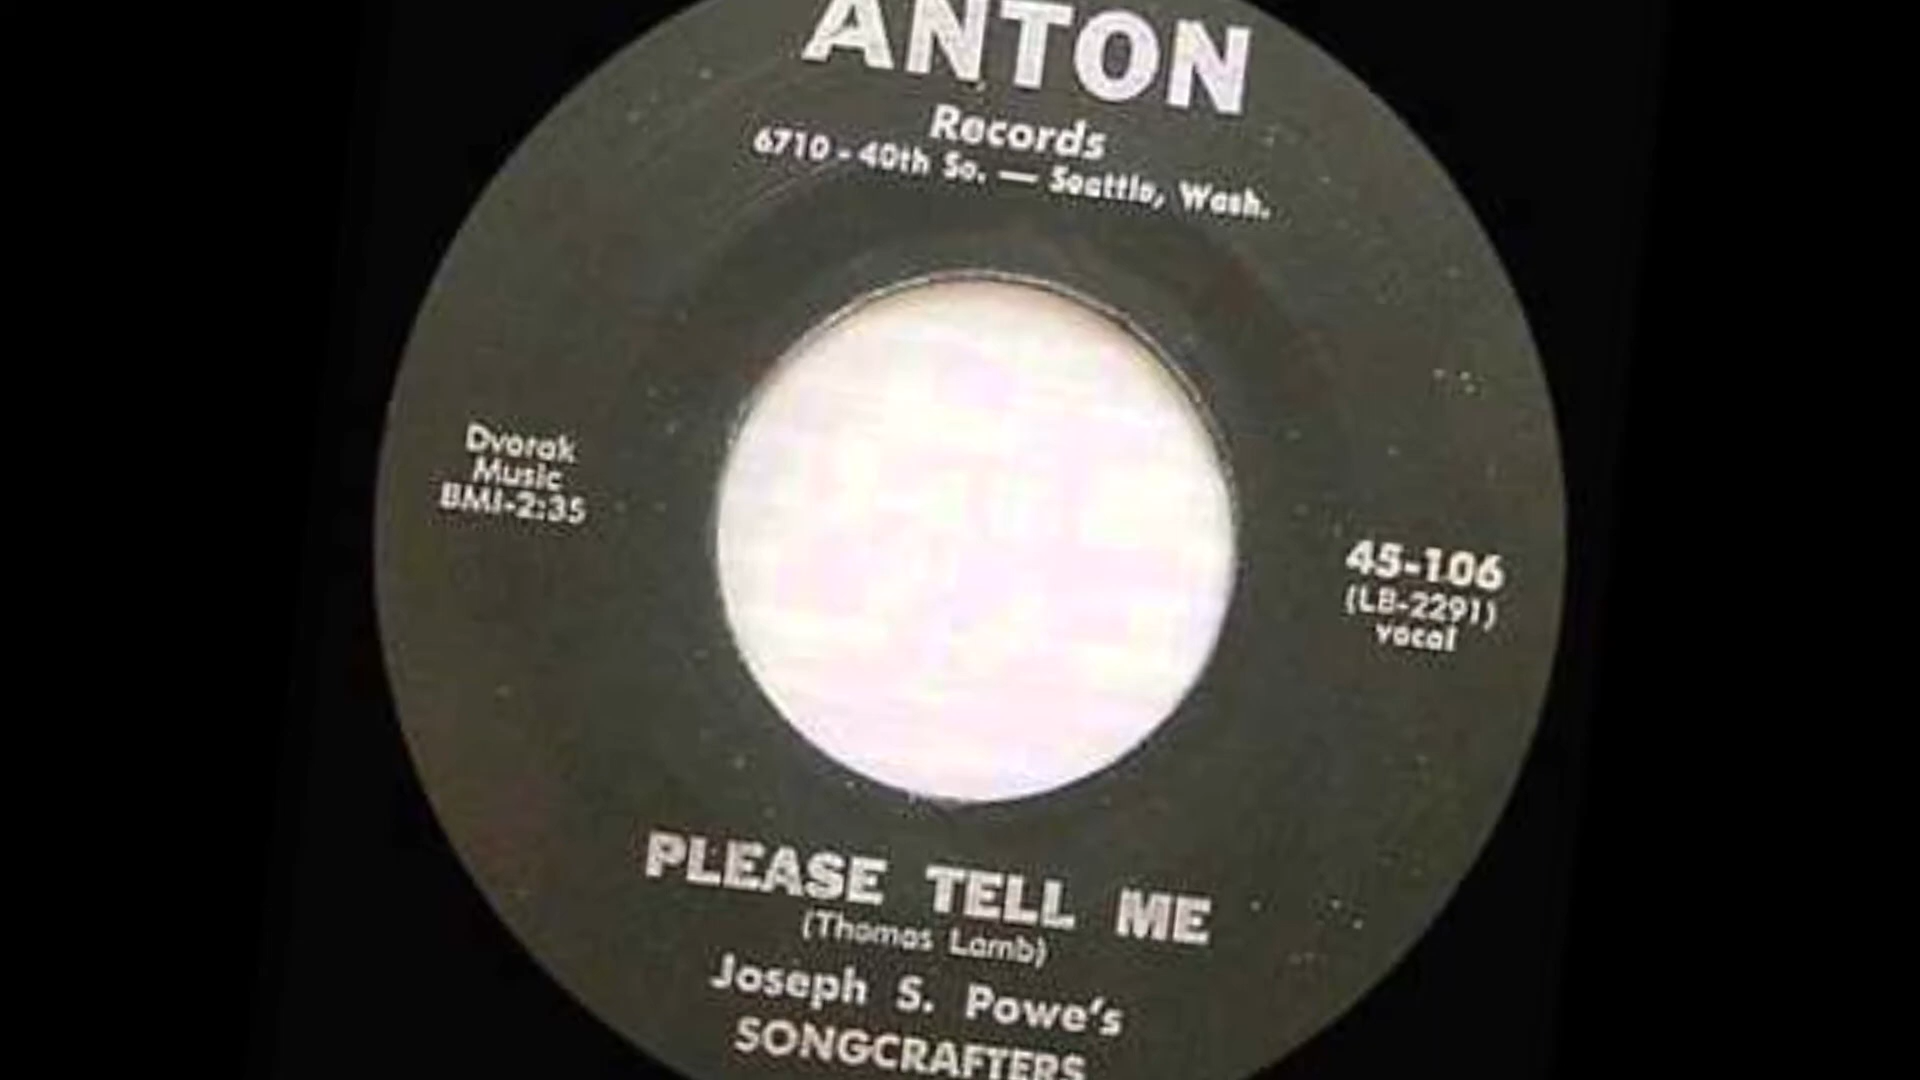 ANTON
Records
6710 - 40th So. — Seattle, Wash.
Dvorak
Music
BMI-2:35
45-106
(LB-2291)
vocal
PLEASE TELL ME
(Thomas Lamb)
Joseph S. Powe's
SONGCRAFTERS